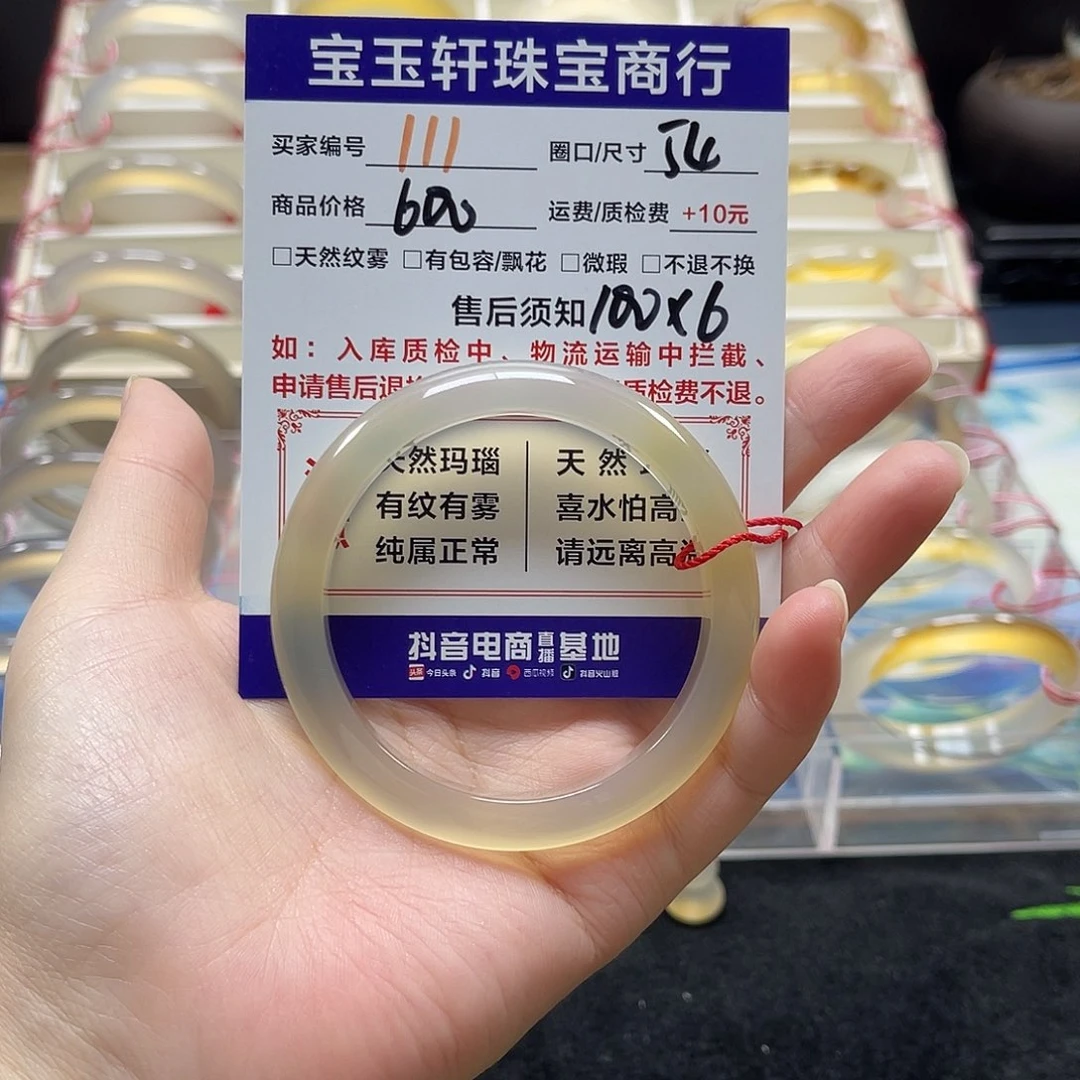 宝玉轩珠宝商行
买家编号 111 圈口/尺寸 54
商品价格 600 运费/质检费 +10元
□天然纹雾 □有包容/飘花 □微瑕 □不退不换
售后须知 100×6
如：入库质检中、物流运输中拦截、
申请售后退 质检费不退。
天然玛瑙 天然
有纹有雾 喜水怕高
纯属正常 请远离高温
抖音电商直播基地
头条 今日头条 抖音 西瓜视频 抖音火山版